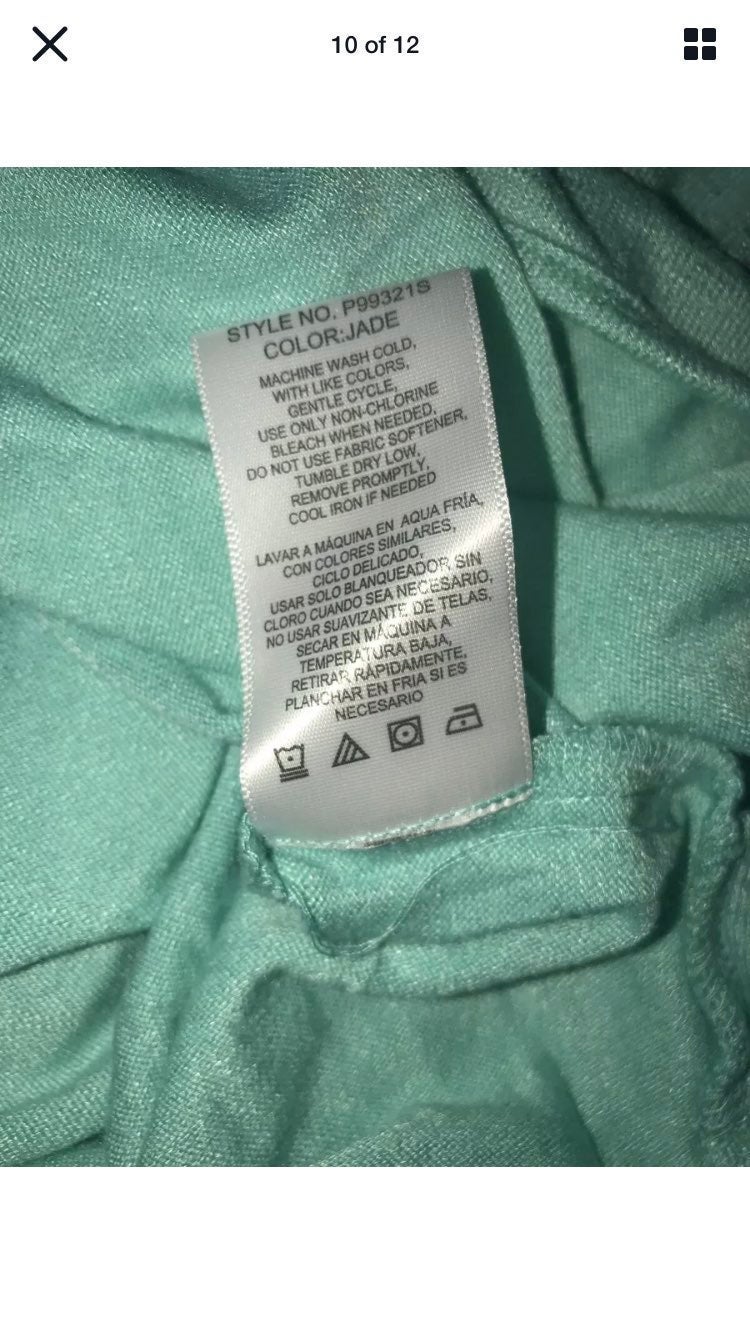 10 of 12
STYLE NO. P99321S
COLOR:JADE
MACHINE WASH COLD,
WITH LIKE COLORS,
GENTLE CYCLE,
USE ONLY NON-CHLORINE
BLEACH WHEN NEEDED,
DO NOT USE FABRIC SOFTENER,
TUMBLE DRY LOW,
REMOVE PROMPTLY,
COOL IRON IF NEEDED
LAVAR A MÁQUINA EN AQUA FRÍA,
CON COLORES SIMILARES,
CICLO DELICADO,
USAR SOLO BLANQUEADOR SIN
CLORO CUANDO SEA NECESARIO,
NO USAR SUAVIZANTE DE TELAS,
SECAR EN MÁQUINA A
TEMPERATURA BAJA,
RETIRAR RÁPIDAMENTE,
PLANCHAR EN FRIA SI ES
NECESARIO